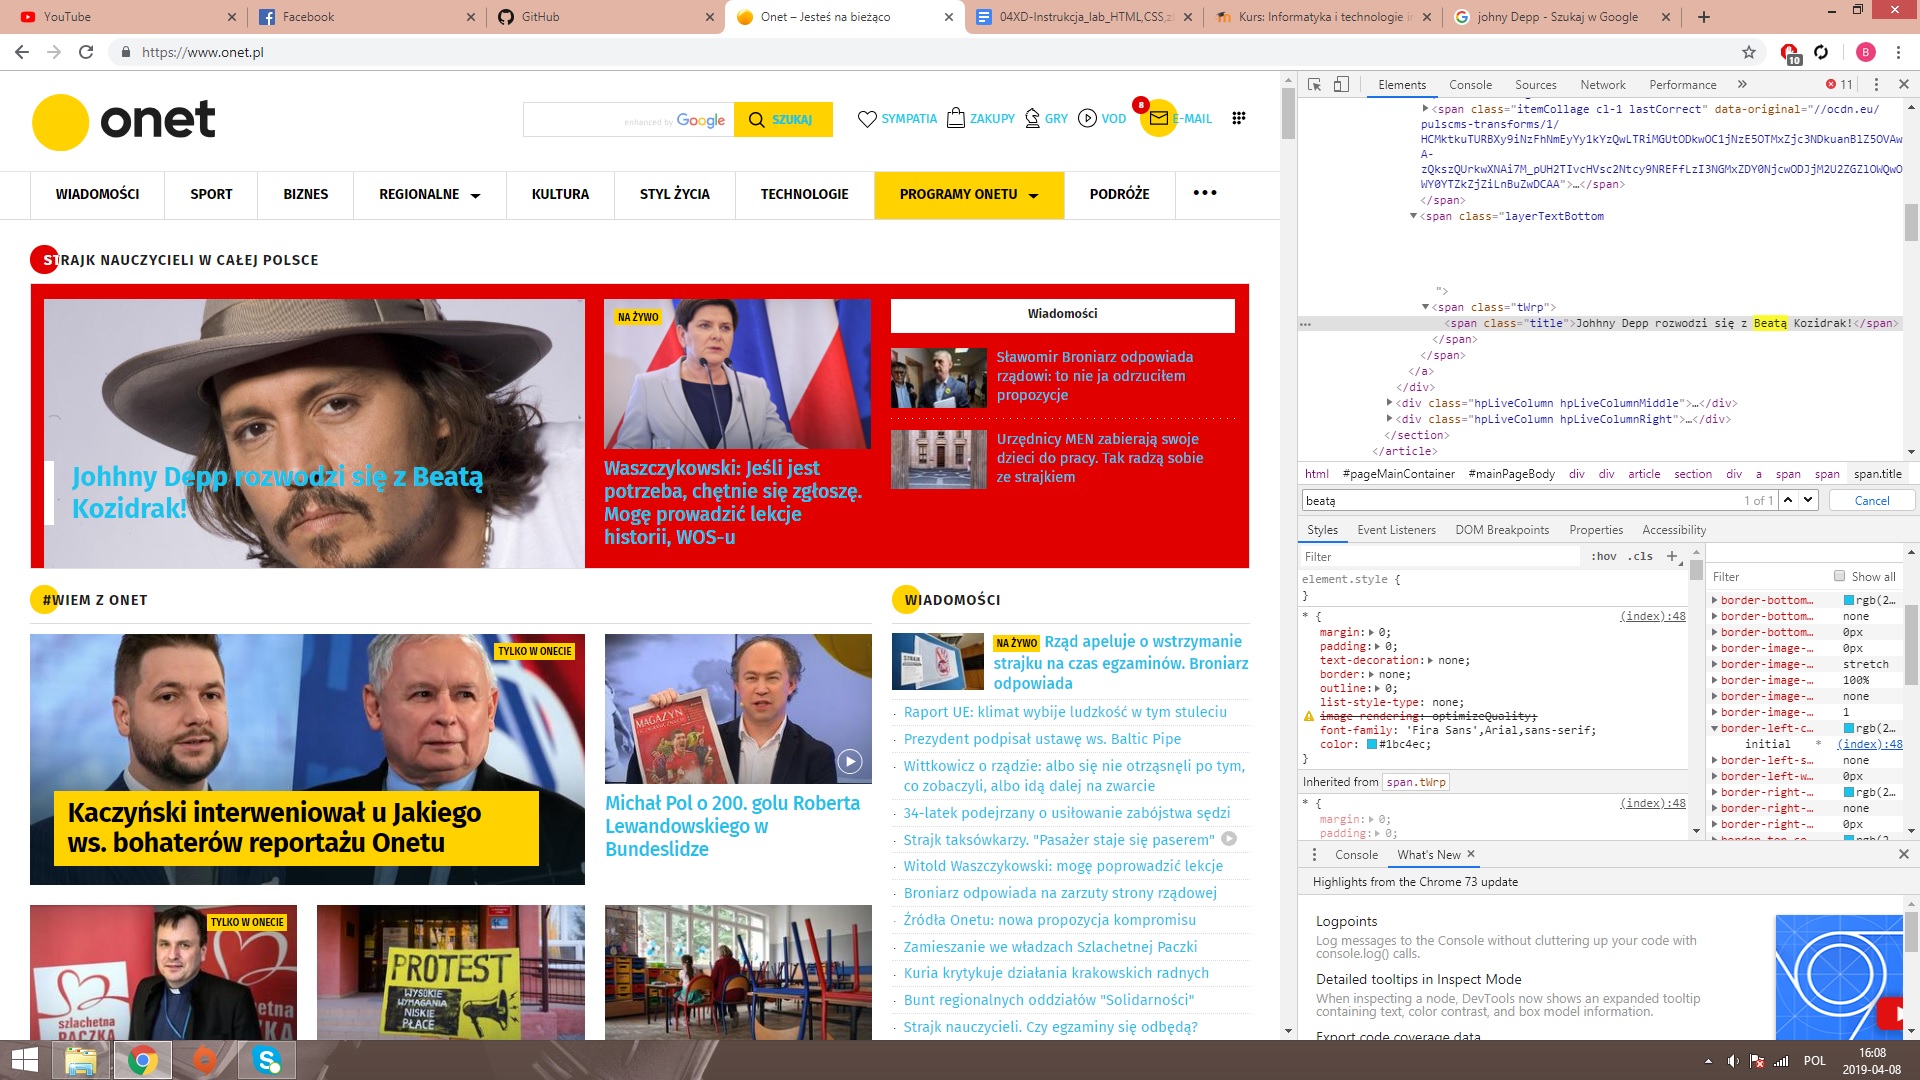 YouTube
Facebook
GitHub
Onet – Jesteś na bieżąco
04XD-Instrukcja_lab_HTML,CSS,z
Kurs: Informatyka i technologie i
johny Depp - Szukaj w Google
https://www.onet.pl
10
B
onet
enhanced by Google
SZUKAJ
SYMPATIA
ZAKUPY
GRY
VOD
8
E-MAIL
WIADOMOŚCI
SPORT
BIZNES
REGIONALNE
KULTURA
STYL ŻYCIA
TECHNOLOGIE
PROGRAMY ONETU
PODRÓŻE
STRAJK NAUCZYCIELI W CAŁEJ POLSCE
Johhny Depp rozwodzi się z Beatą
Kozidrak!
NA ŻYWO
Waszczykowski: Jeśli jest
potrzeba, chętnie się zgłoszę.
Mogę prowadzić lekcje
historii, WOS-u
Wiadomości
Sławomir Broniarz odpowiada
rządowi: to nie ja odrzuciłem
propozycje
Urzędnicy MEN zabierają swoje
dzieci do pracy. Tak radzą sobie
ze strajkiem
#WIEM Z ONET
TYLKO W ONECIE
Kaczyński interweniował u Jakiego
ws. bohaterów reportażu Onetu
MAGAZYN
Michał Pol o 200. golu Roberta
Lewandowskiego w
Bundeslidze
TYLKO W ONECIE
szlachetna
PACZKA
PROTEST
WYSOKIE
WYMAGANIA
NISKIE
PŁACE
WIADOMOŚCI
NA ŻYWO Rząd apeluje o wstrzymanie
strajku na czas egzaminów. Broniarz
odpowiada
Raport UE: klimat wybije ludzkość w tym stuleciu
Prezydent podpisał ustawę ws. Baltic Pipe
Wittkowicz o rządzie: albo się nie otrząsnęli po tym,
co zobaczyli, albo idą dalej na zwarcie
34-latek podejrzany o usiłowanie zabójstwa sędzi
Strajk taksówkarzy. "Pasażer staje się paserem"
Witold Waszczykowski: mogę poprowadzić lekcje
Broniarz odpowiada na zarzuty strony rządowej
Źródła Onetu: nowa propozycja kompromisu
Zamieszanie we władzach Szlachetnej Paczki
Kuria krytykuje działania krakowskich radnych
Bunt regionalnych oddziałów "Solidarności"
Strajk nauczycieli. Czy egzaminy się odbędą?
Elements
Console
Sources
Network
Performance
»
11
<span class="itemCollage cl-1 lastCorrect" data-original="//ocdn.eu/
pulscms-transforms/1/
</span>
<span class="layerTextBottom
">
<span class="tWrp">
<span class="title">Johhny Depp rozwodzi się z Beatą Kozidrak!</span>
</span>
</span>
</a>
</div>
<div class="hpLiveColumn hpLiveColumnMiddle">…</div>
<div class="hpLiveColumn hpLiveColumnRight">…</div>
</section>
</article>
html #pageMainContainer #mainPageBody div div article section div a span span span.title
beatą
1 of 1
Cancel
Styles
Event Listeners
DOM Breakpoints
Properties
Accessibility
Filter
:hov .cls +
element.style {
}
* {
(index):48
margin: 0;
padding: 0;
text-decoration: none;
border: none;
outline: 0;
list-style-type: none;
image-rendering: optimizeQuality;
font-family: 'Fira Sans',Arial,sans-serif;
color: #1bc4ec;
}
Inherited from span.tWrp
* {
(index):48
margin: 0;
padding: 0;
Filter
Show all
border-bottom… rgb(2…
border-bottom… none
border-bottom… 0px
border-image-… 0px
border-image-… stretch
border-image-… 100%
border-image-… none
border-image-… 1
border-left-c… rgb(2…
initial * (index):48
border-left-s… none
border-left-w… 0px
border-right-… rgb(2…
border-right-… none
border-right-… 0px
Console
What's New
Highlights from the Chrome 73 update
Logpoints
Log messages to the Console without cluttering up your code with
console.log() calls.
Detailed tooltips in Inspect Mode
When inspecting a node, DevTools now shows an expanded tooltip
containing text, color contrast, and box model information.
Export code coverage data
POL
16:08
2019-04-08